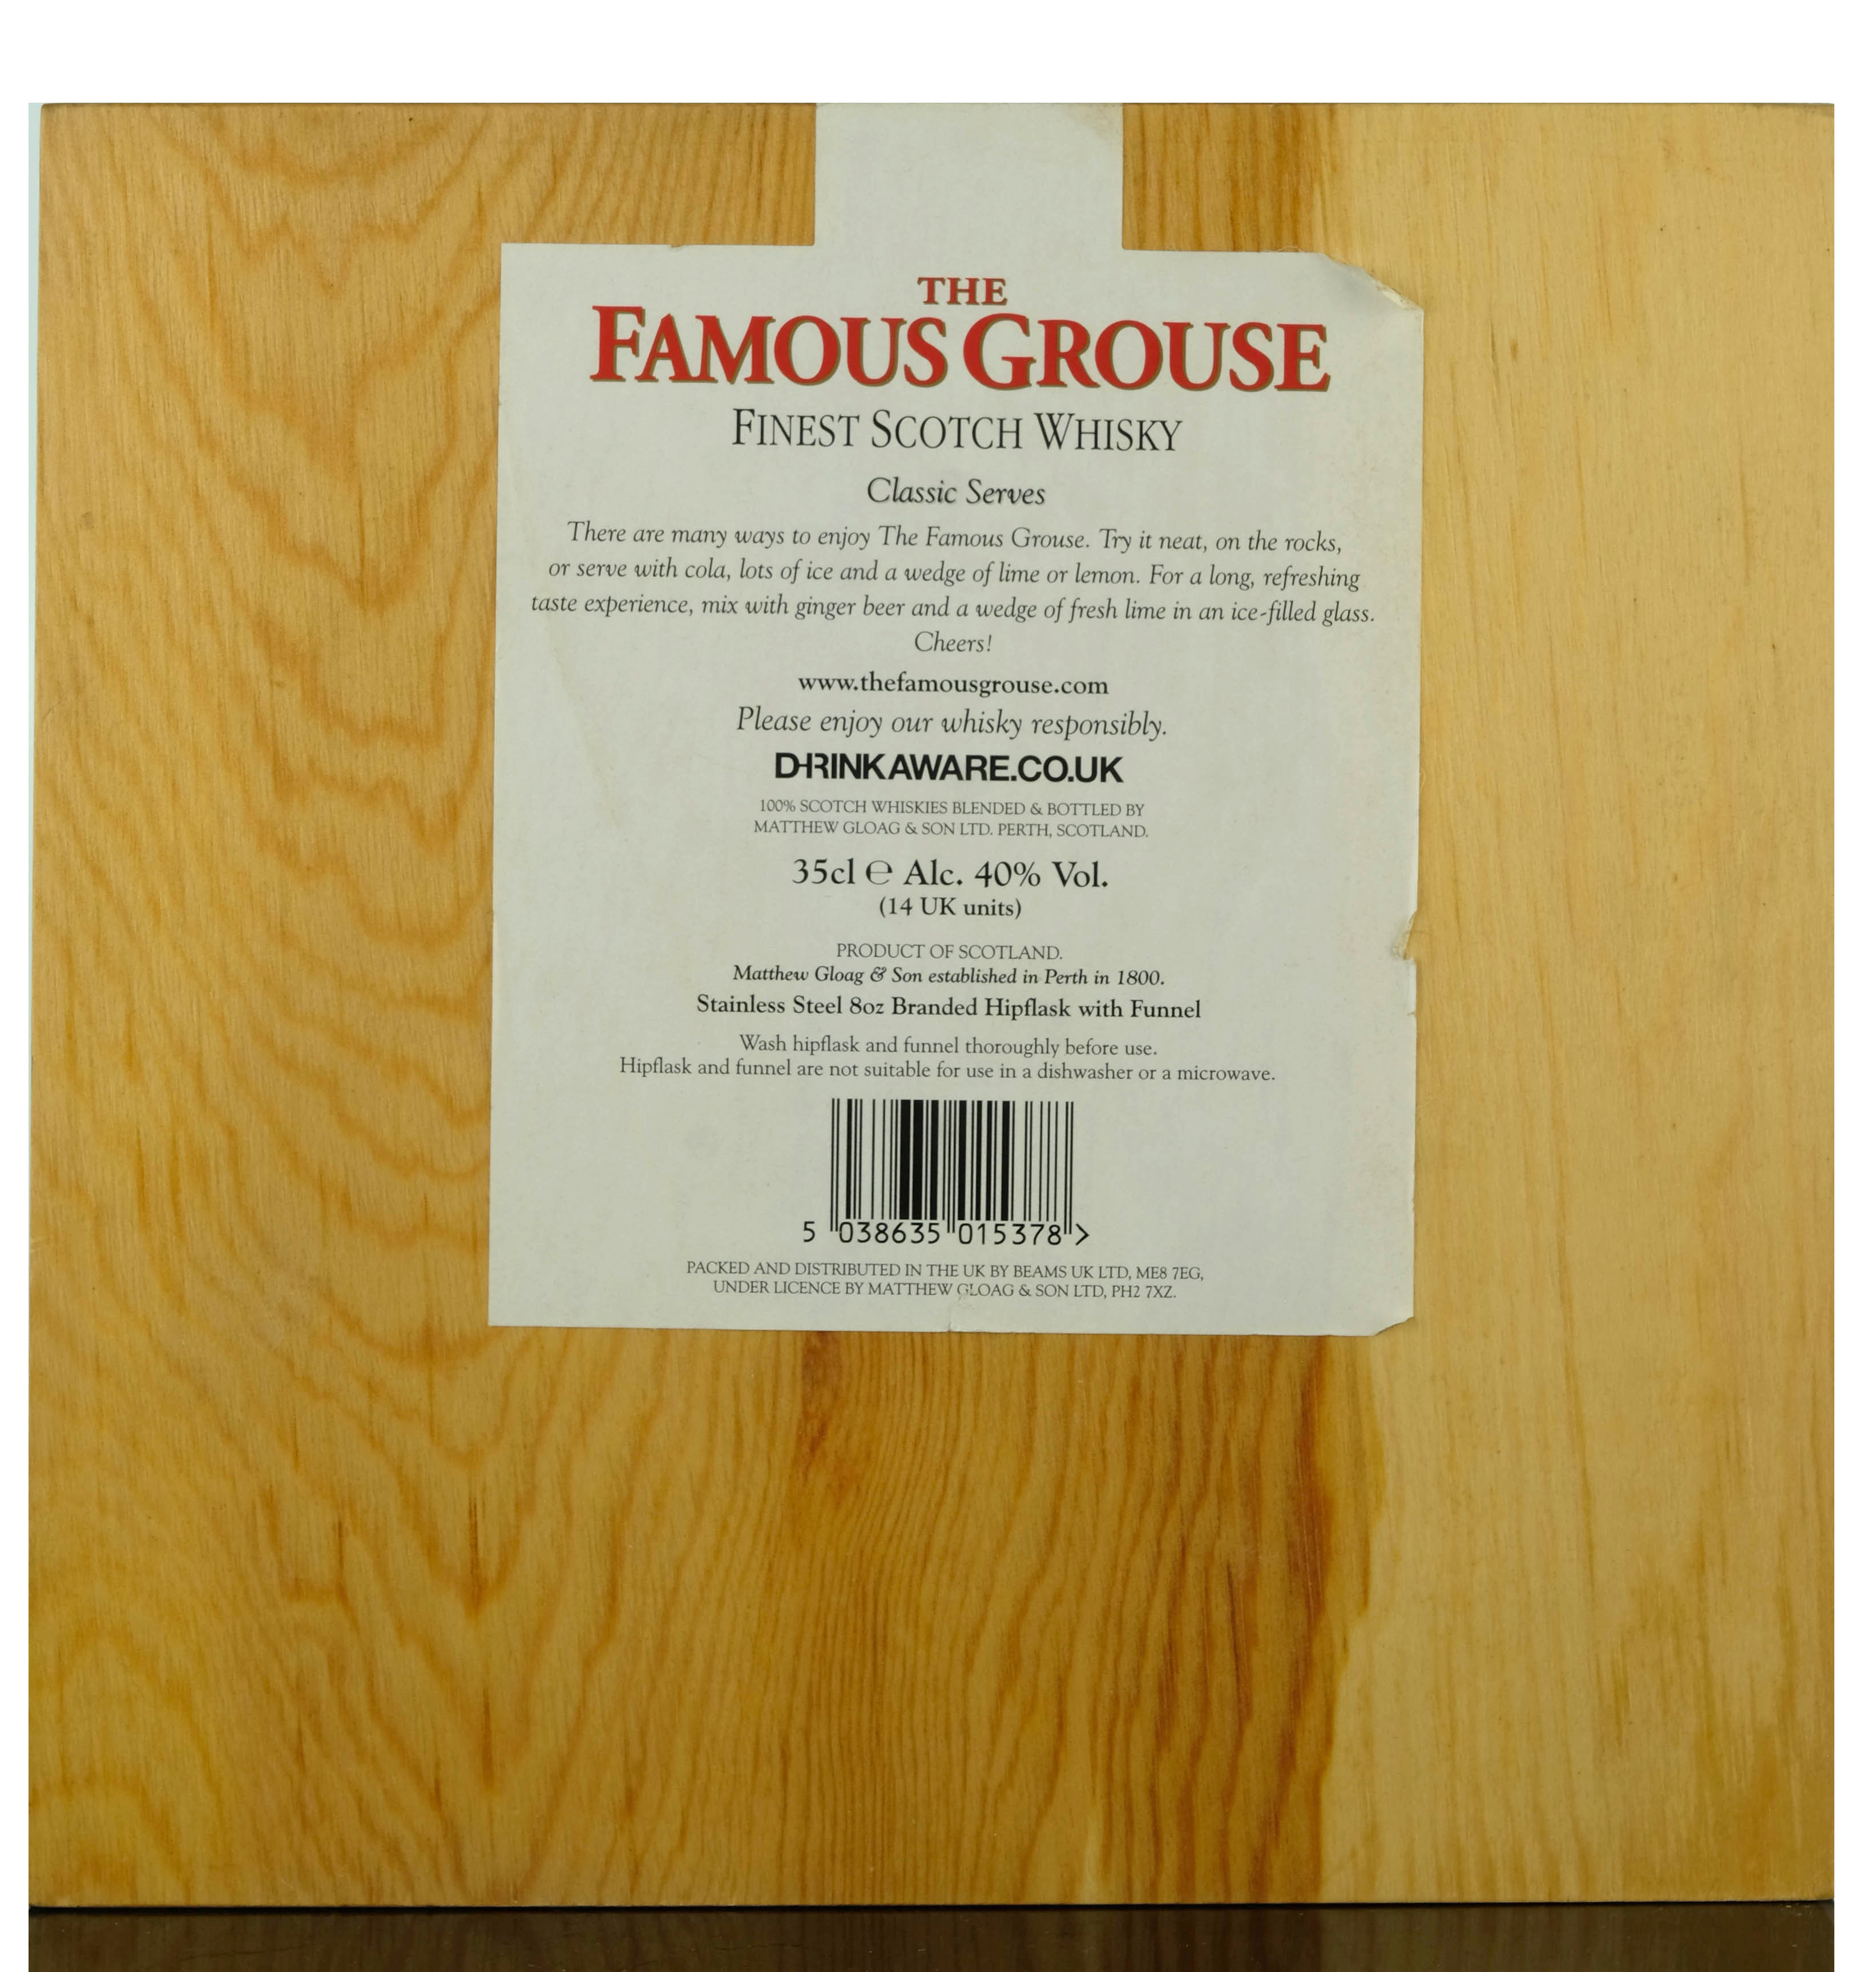 THE
FAMOUS GROUSE
FINEST SCOTCH WHISKY
Classic Serves
There are many ways to enjoy The Famous Grouse. Try it neat, on the rocks,
or serve with cola, lots of ice and a wedge of lime or lemon. For a long, refreshing
taste experience, mix with ginger beer and a wedge of fresh lime in an ice-filled glass.
Cheers!
www.thefamousgrouse.com
Please enjoy our whisky responsibly.
DRINKAWARE.CO.UK
100% SCOTCH WHISKIES BLENDED & BOTTLED BY
MATTHEW GLOAG & SON LTD. PERTH, SCOTLAND.
35cl ℮ Alc. 40% Vol.
(14 UK units)
PRODUCT OF SCOTLAND.
Matthew Gloag & Son established in Perth in 1800.
Stainless Steel 8oz Branded Hipflask with Funnel
Wash hipflask and funnel thoroughly before use.
Hipflask and funnel are not suitable for use in a dishwasher or a microwave.
5 038635 015378 >
PACKED AND DISTRIBUTED IN THE UK BY BEAMS UK LTD, ME8 7EG,
UNDER LICENCE BY MATTHEW GLOAG & SON LTD, PH2 7XZ.